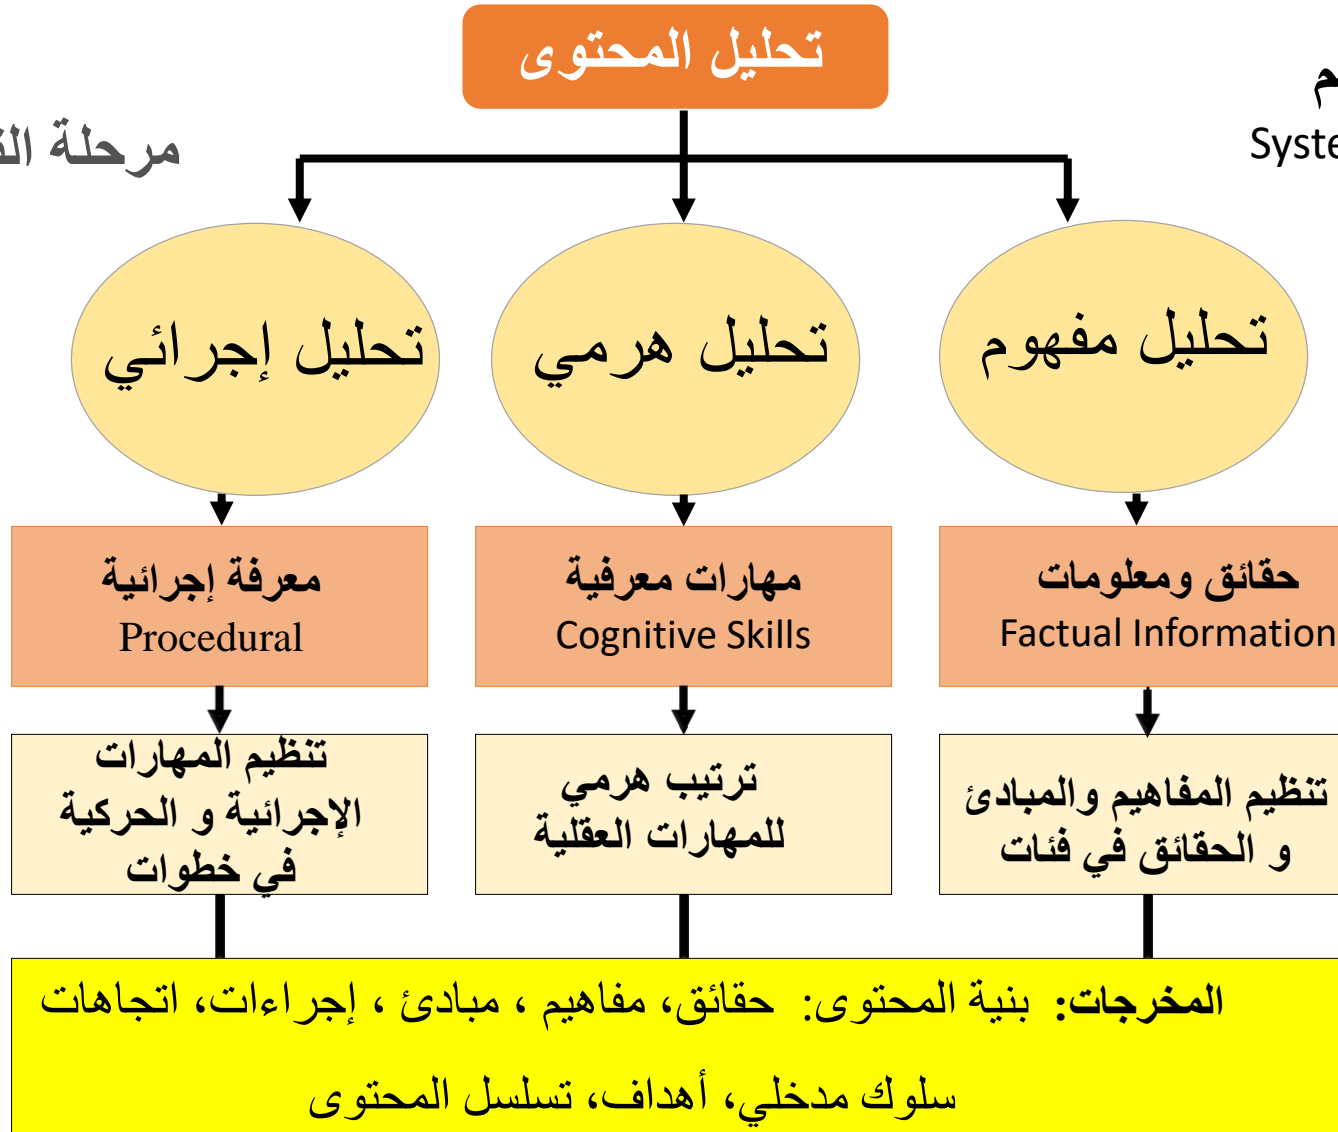 تحليل المحتوى
تحليل مفهوم
تحليل هرمي
تحليل إجرائي
حقائق ومعلومات
Factual Information
مهارات معرفية
Cognitive Skills
معرفة إجرائية
Procedural
تنظيم المفاهيم والمبادئ
و الحقائق في فئات
ترتيب هرمي
للمهارات العقلية
تنظيم المهارات
الإجرائية و الحركية
في خطوات
المخرجات: بنية المحتوى: حقائق، مفاهيم ، مبادئ ، إجراءات، اتجاهات
سلوك مدخلي، أهداف، تسلسل المحتوى
مرحلة